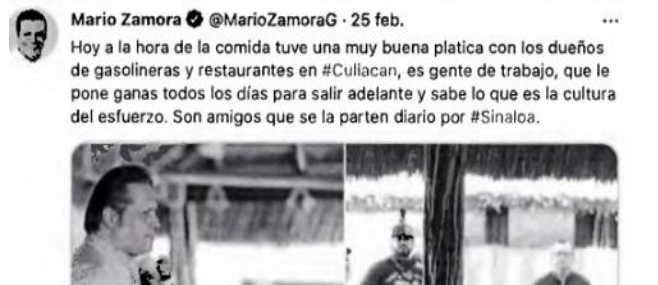 Mario Zamora @MarioZamoraG · 25 feb.
Hoy a la hora de la comida tuve una muy buena platica con los dueños
de gasolineras y restaurantes en #Culiacan, es gente de trabajo, que le
pone ganas todos los días para salir adelante y sabe lo que es la cultura
del esfuerzo. Son amigos que se la parten diario por #Sinaloa.